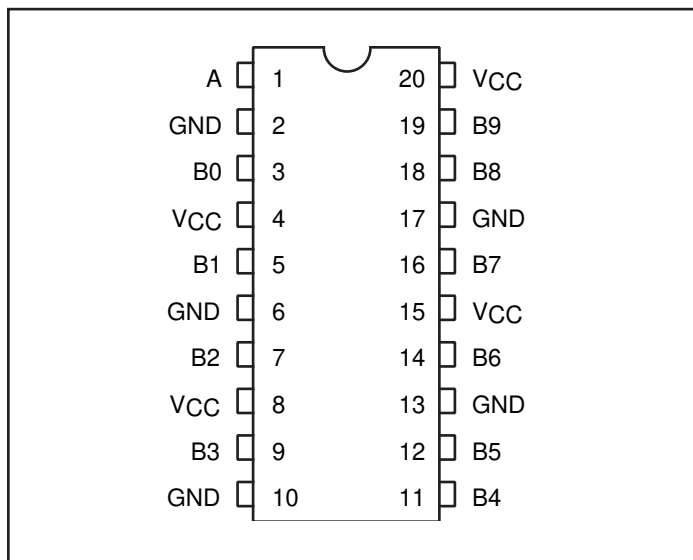 A 1 20 VCC
GND 2 19 B9
B0 3 18 B8
VCC 4 17 GND
B1 5 16 B7
GND 6 15 VCC
B2 7 14 B6
VCC 8 13 GND
B3 9 12 B5
GND 10 11 B4